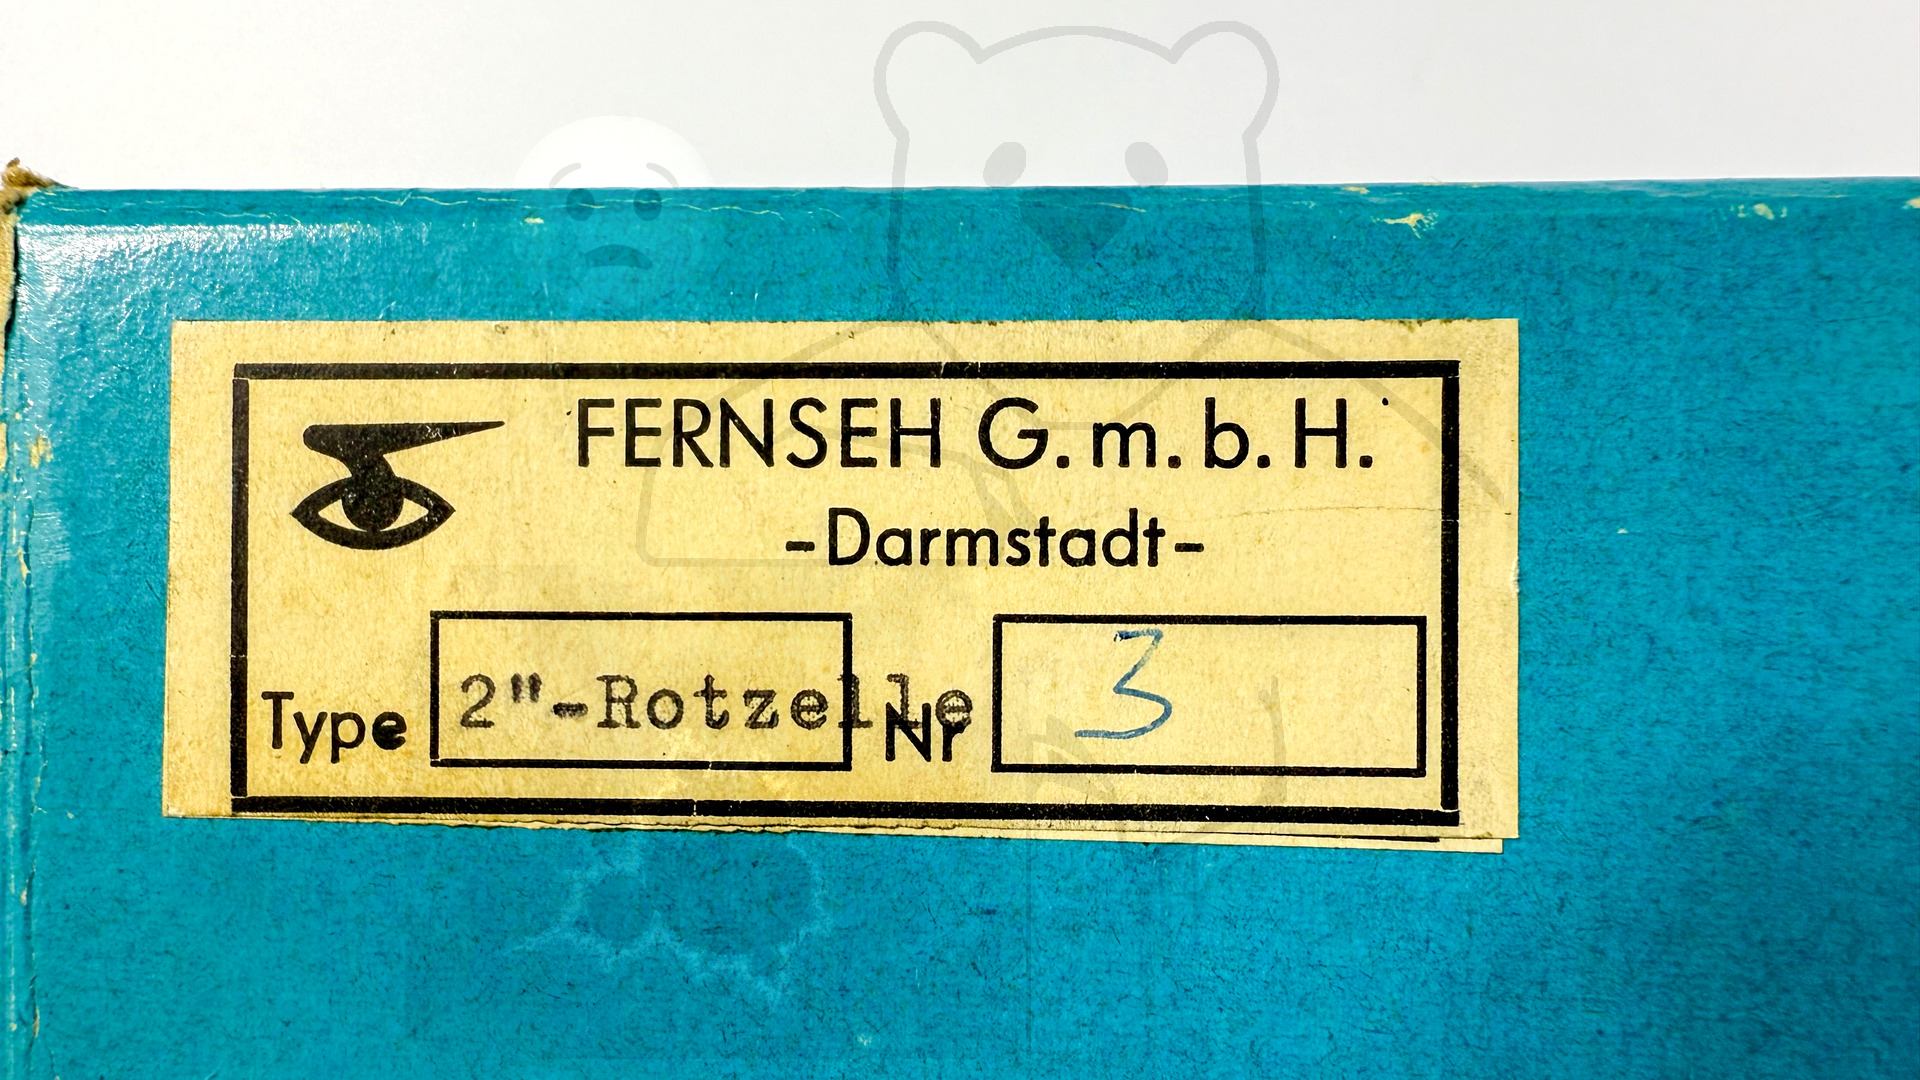 FERNSEH G.m.b.H.
-Darmstadt-
Type 2"-Rotzelle Nr 3